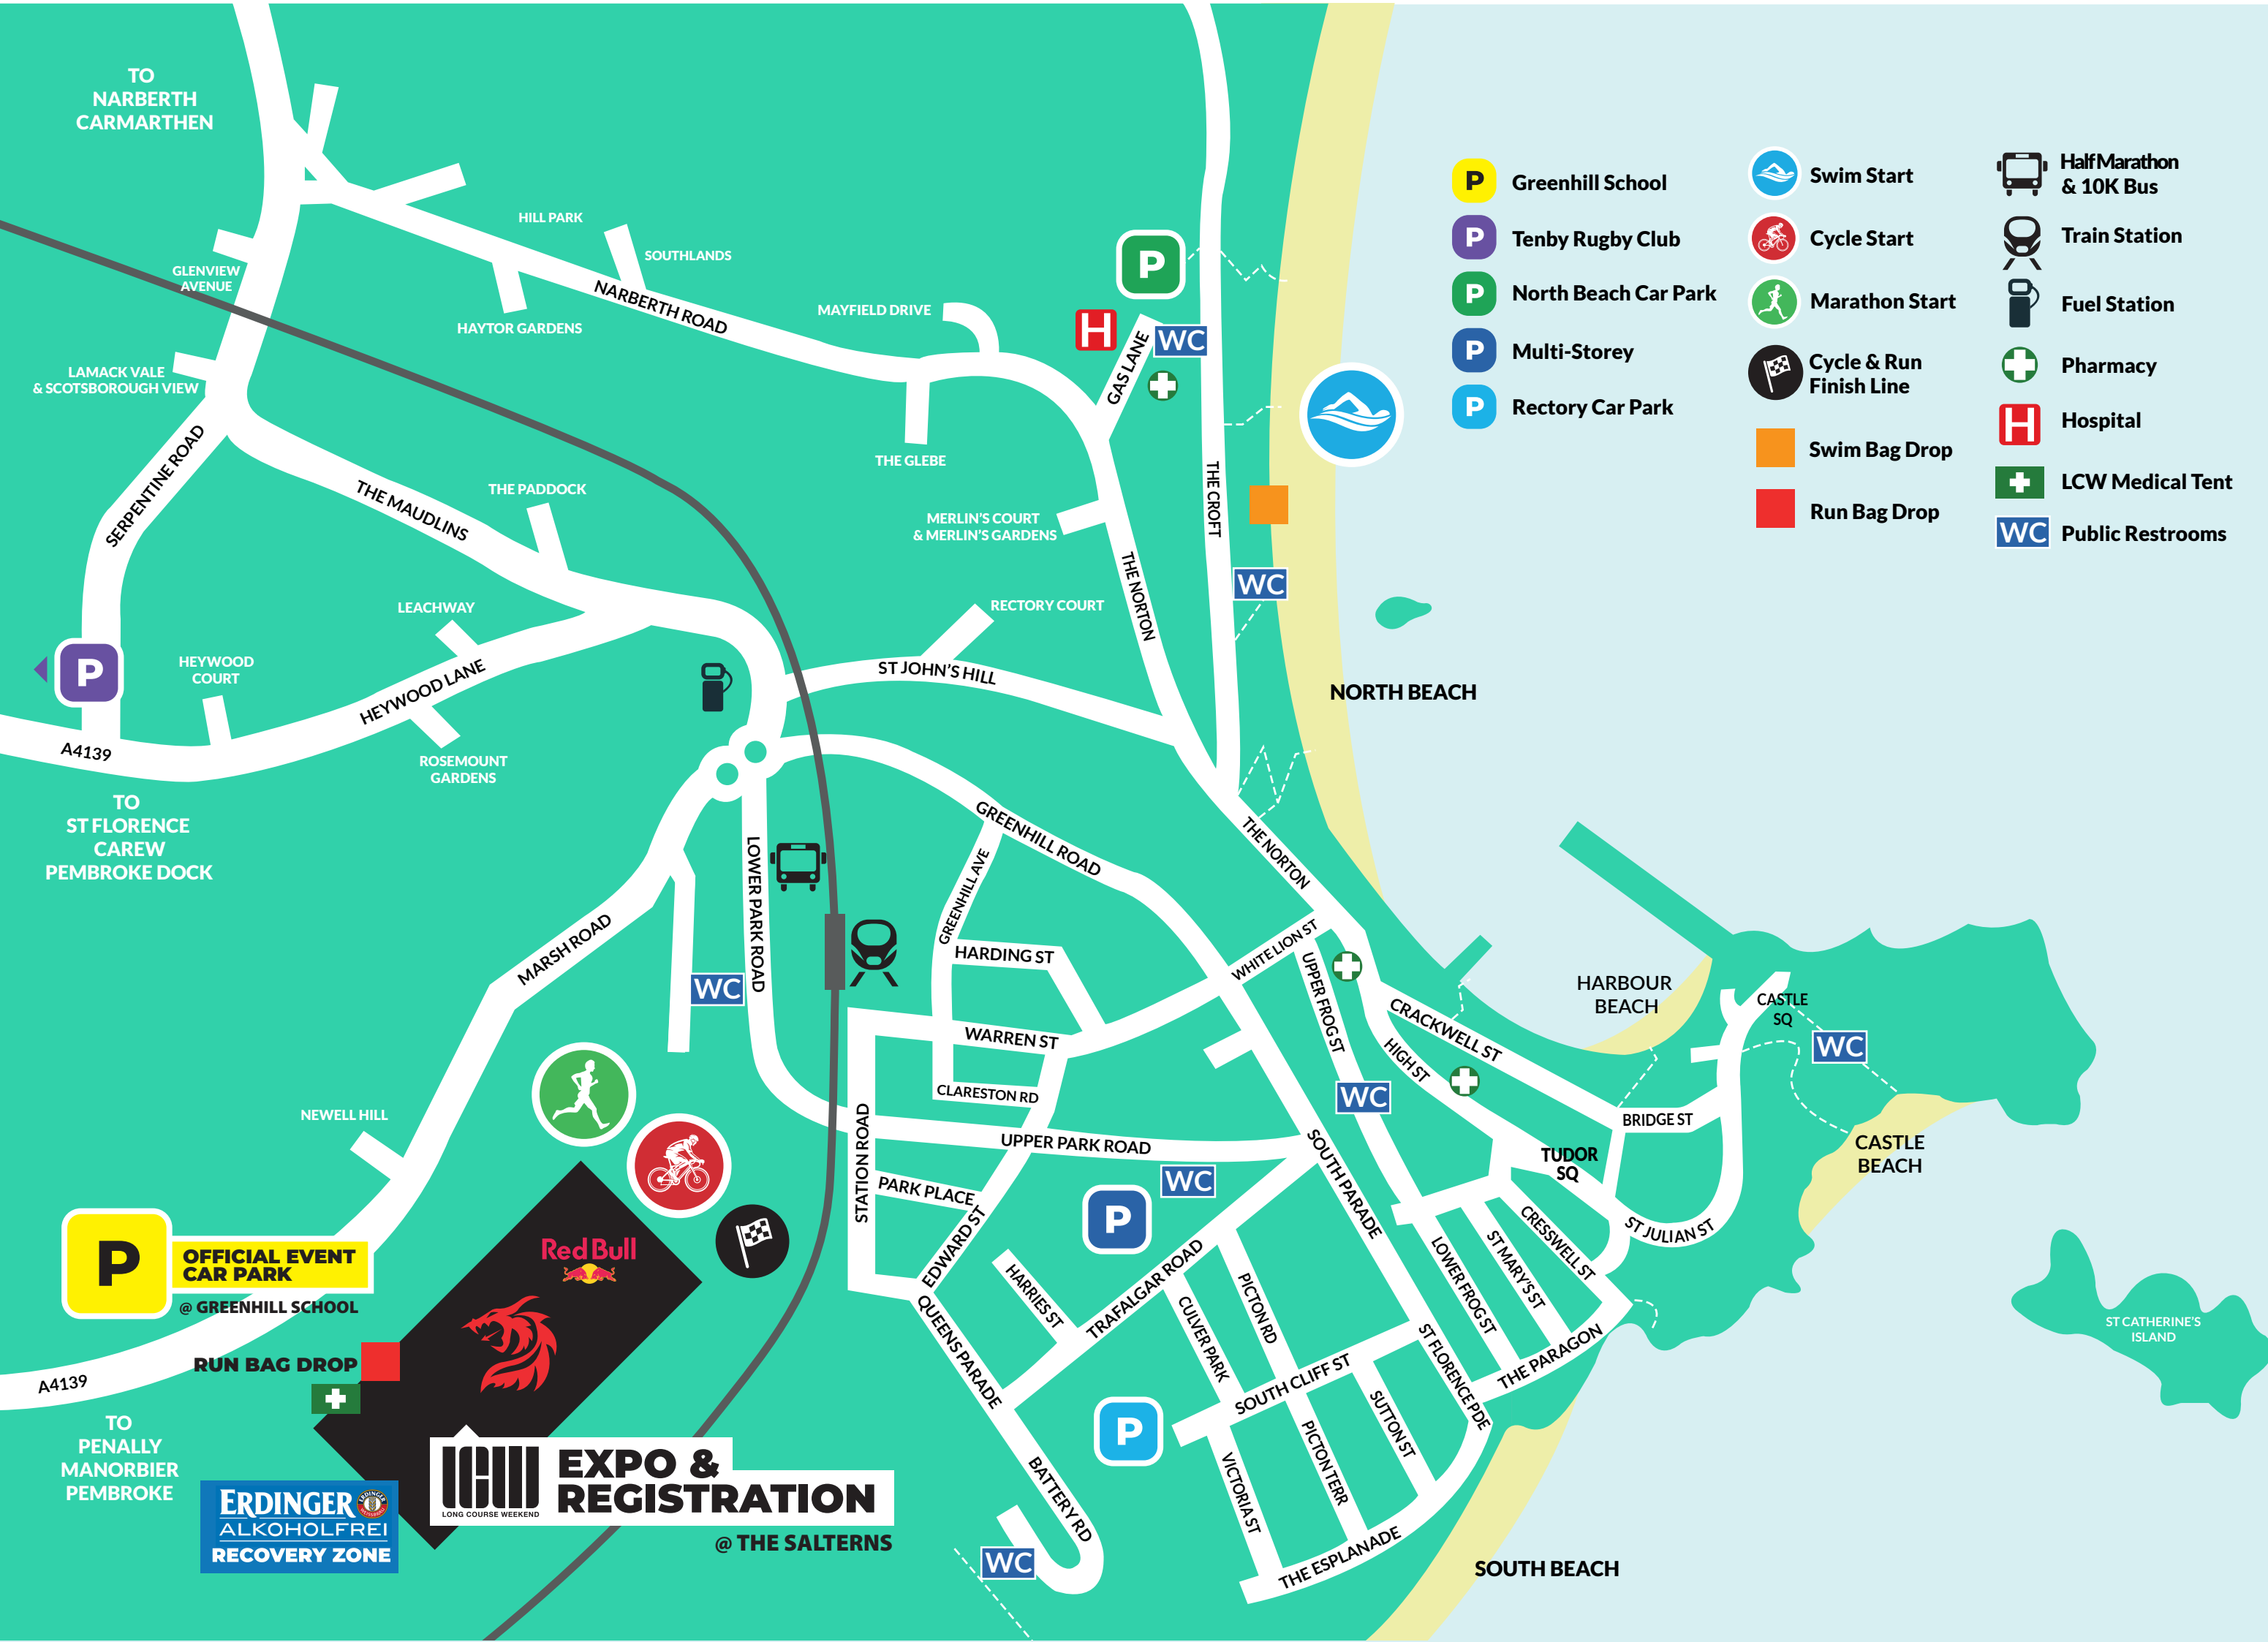 TO
NARBERTH
CARMARTHEN
HILL PARK
SOUTHLANDS
GLENVIEW
AVENUE
HAYTOR GARDENS
NARBERTH ROAD
MAYFIELD DRIVE
P
H
WC
GAS LANE
LAMACK VALE
& SCOTSBOROUGH VIEW
THE GLEBE
SERPENTINE ROAD
THE MAUDLINS
THE PADDOCK
MERLIN'S COURT
& MERLIN'S GARDENS
THE CROFT
THE NORTON
WC
LEACHWAY
RECTORY COURT
P
HEYWOOD
COURT
HEYWOOD LANE
ST JOHN'S HILL
NORTH BEACH
A4139
ROSEMOUNT
GARDENS
TO
ST FLORENCE
CAREW
PEMBROKE DOCK
P Greenhill School
P Tenby Rugby Club
P North Beach Car Park
P Multi-Storey
P Rectory Car Park
Swim Start
Cycle Start
Marathon Start
Cycle & Run
Finish Line
Swim Bag Drop
Run Bag Drop
Half Marathon
& 10K Bus
Train Station
Fuel Station
Pharmacy
H Hospital
LCW Medical Tent
WC Public Restrooms
GREENHILL ROAD
THE NORTON
LOWER PARK ROAD
GREENHILL AVE
MARSH ROAD
HARDING ST
WHITE LION ST
UPPER FROG ST
WC
HARBOUR
BEACH
CASTLE
SQ
CRACKWELL ST
WARREN ST
HIGH ST
WC
CLARESTON RD
WC
NEWELL HILL
BRIDGE ST
STATION ROAD
UPPER PARK ROAD
SOUTH PARADE
TUDOR
SQ
CASTLE
BEACH
PARK PLACE
WC
P
EDWARD ST
CRESSWELL ST
ST JULIAN ST
P
OFFICIAL EVENT
CAR PARK
@ GREENHILL SCHOOL
Red Bull
HARRIES ST
TRAFALGAR ROAD
PICTON RD
LOWER FROG ST
ST MARY'S ST
CULVER PARK
QUEENS PARADE
ST CATHERINE'S
ISLAND
RUN BAG DROP
A4139
SOUTH CLIFF ST
ST FLORENCE PDE
THE PARAGON
P
SUTTON ST
TO
PENALLY
MANORBIER
PEMBROKE
PICTON TERR
VICTORIA ST
BATTERY RD
ERDINGER
ALKOHOLFREI
RECOVERY ZONE
LCW
LONG COURSE WEEKEND
EXPO &
REGISTRATION
@ THE SALTERNS
WC
THE ESPLANADE
SOUTH BEACH